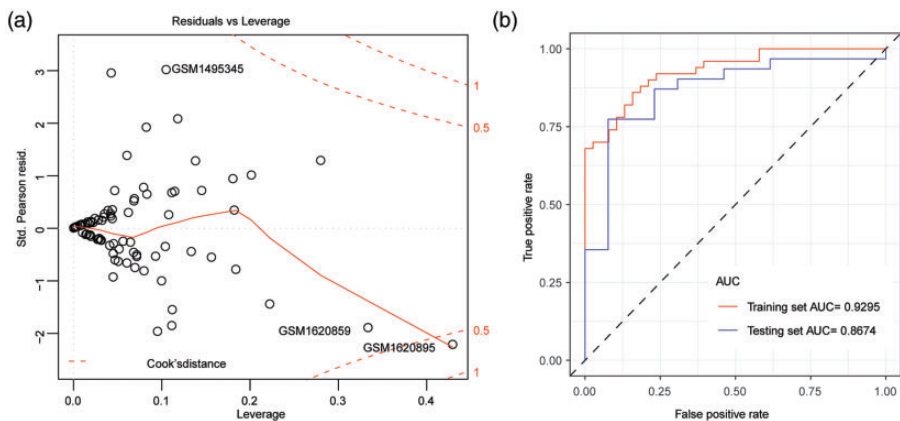 (a)
Residuals vs Leverage
Std. Pearson resid.
3
2
1
0
−1
−2
GSM1495345
1
0.5
GSM1620859
0.5
GSM1620895
1
Cook'sdistance
0.0
0.1
0.2
0.3
0.4
Leverage
(b)
True positive rate
1.00
0.75
0.50
0.25
0.00
AUC
Training set AUC= 0.9295
Testing set AUC= 0.8674
0.00
0.25
0.50
0.75
1.00
False positive rate